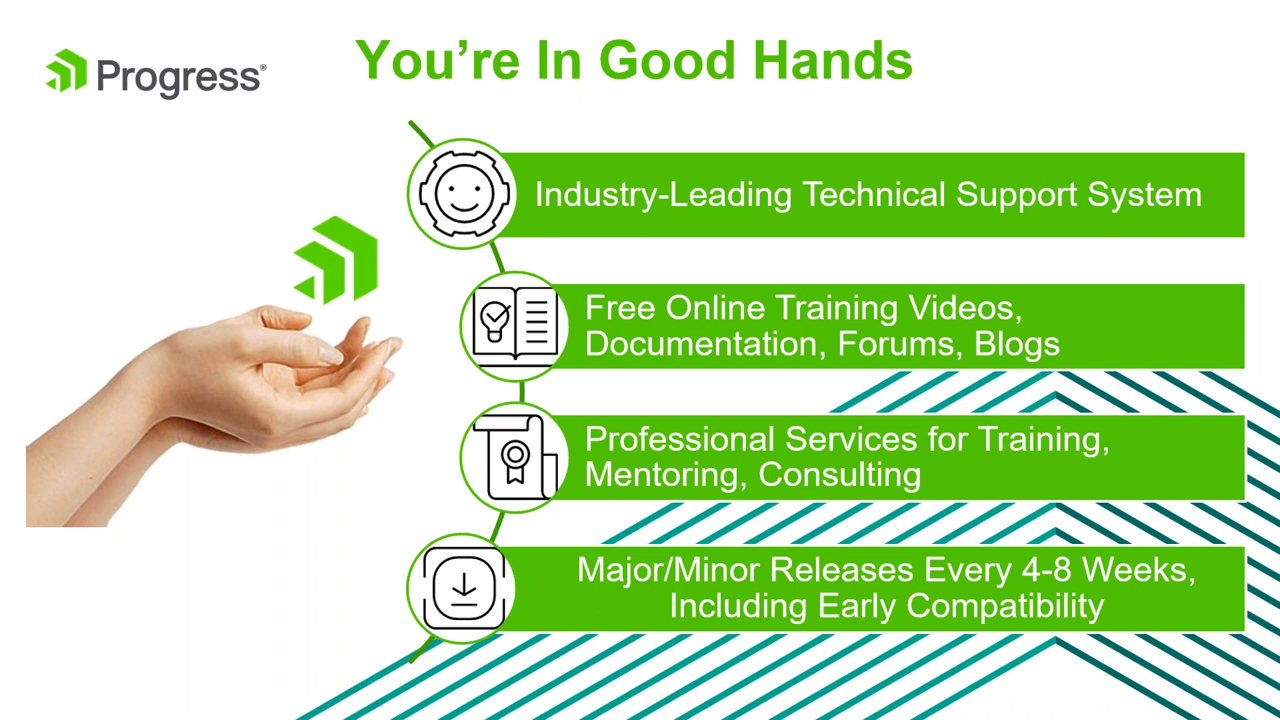 Progress®
You're In Good Hands
Industry-Leading Technical Support System
Free Online Training Videos,
Documentation, Forums, Blogs
Professional Services for Training,
Mentoring, Consulting
Major/Minor Releases Every 4-8 Weeks,
Including Early Compatibility